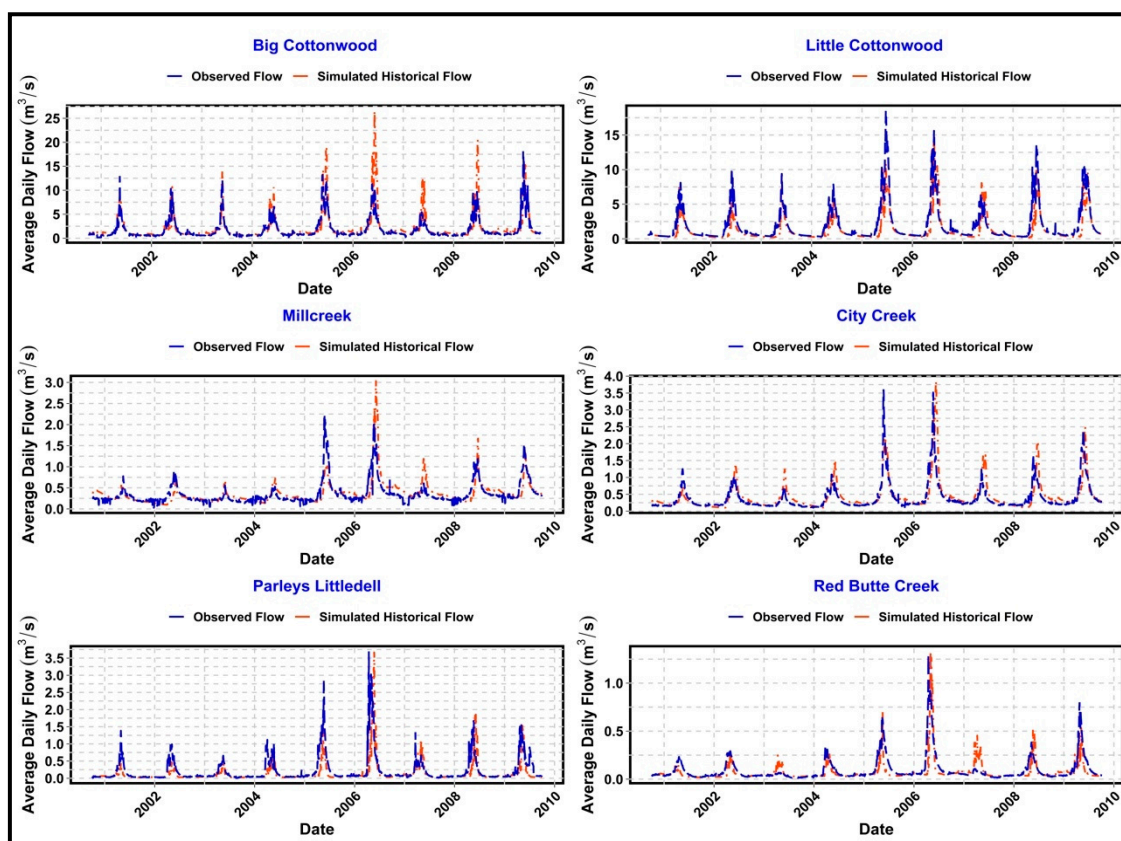 Big Cottonwood
Observed Flow Simulated Historical Flow
Average Daily Flow (m³/s)
25
20
15
10
5
0
2002
2004
2006
2008
2010
Date
Little Cottonwood
Observed Flow Simulated Historical Flow
Average Daily Flow (m³/s)
15
10
5
0
2002
2004
2006
2008
2010
Date
Millcreek
Observed Flow Simulated Historical Flow
Average Daily Flow (m³/s)
3.0
2.5
2.0
1.5
1.0
0.5
0.0
2002
2004
2006
2008
2010
Date
City Creek
Observed Flow Simulated Historical Flow
Average Daily Flow (m³/s)
4.0
3.5
3.0
2.5
2.0
1.5
1.0
0.5
0.0
2002
2004
2006
2008
2010
Date
Parleys Littledell
Observed Flow Simulated Historical Flow
Average Daily Flow (m³/s)
3.5
3.0
2.5
2.0
1.5
1.0
0.5
0.0
2002
2004
2006
2008
2010
Date
Red Butte Creek
Observed Flow Simulated Historical Flow
Average Daily Flow (m³/s)
1.0
0.5
0.0
2002
2004
2006
2008
2010
Date